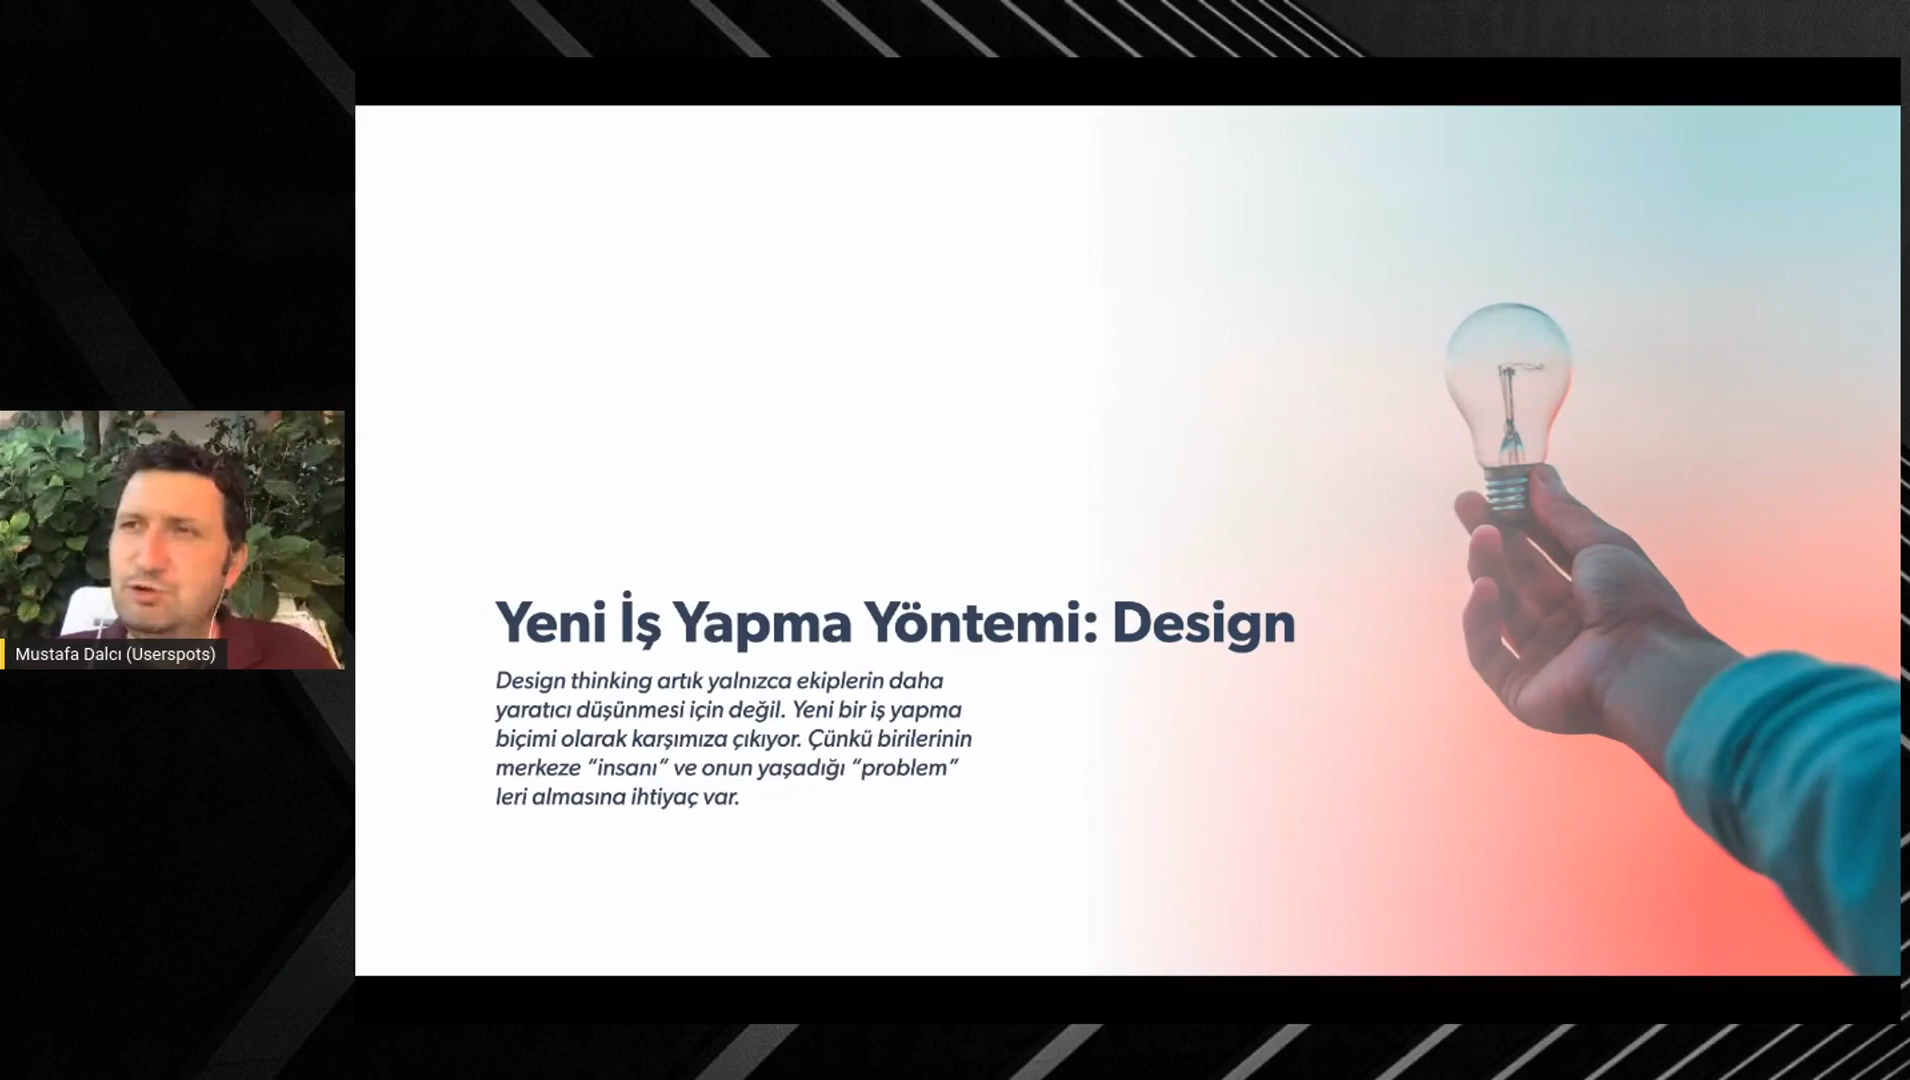 Mustafa Dalcı (Userspots)
Yeni İş Yapma Yöntemi: Design
Design thinking artık yalnızca ekiplerin daha
yaratıcı düşünmesi için değil. Yeni bir iş yapma
biçimi olarak karşımıza çıkıyor. Çünkü birilerinin
merkeze “insanı” ve onun yaşadığı “problem”
leri almasına ihtiyaç var.